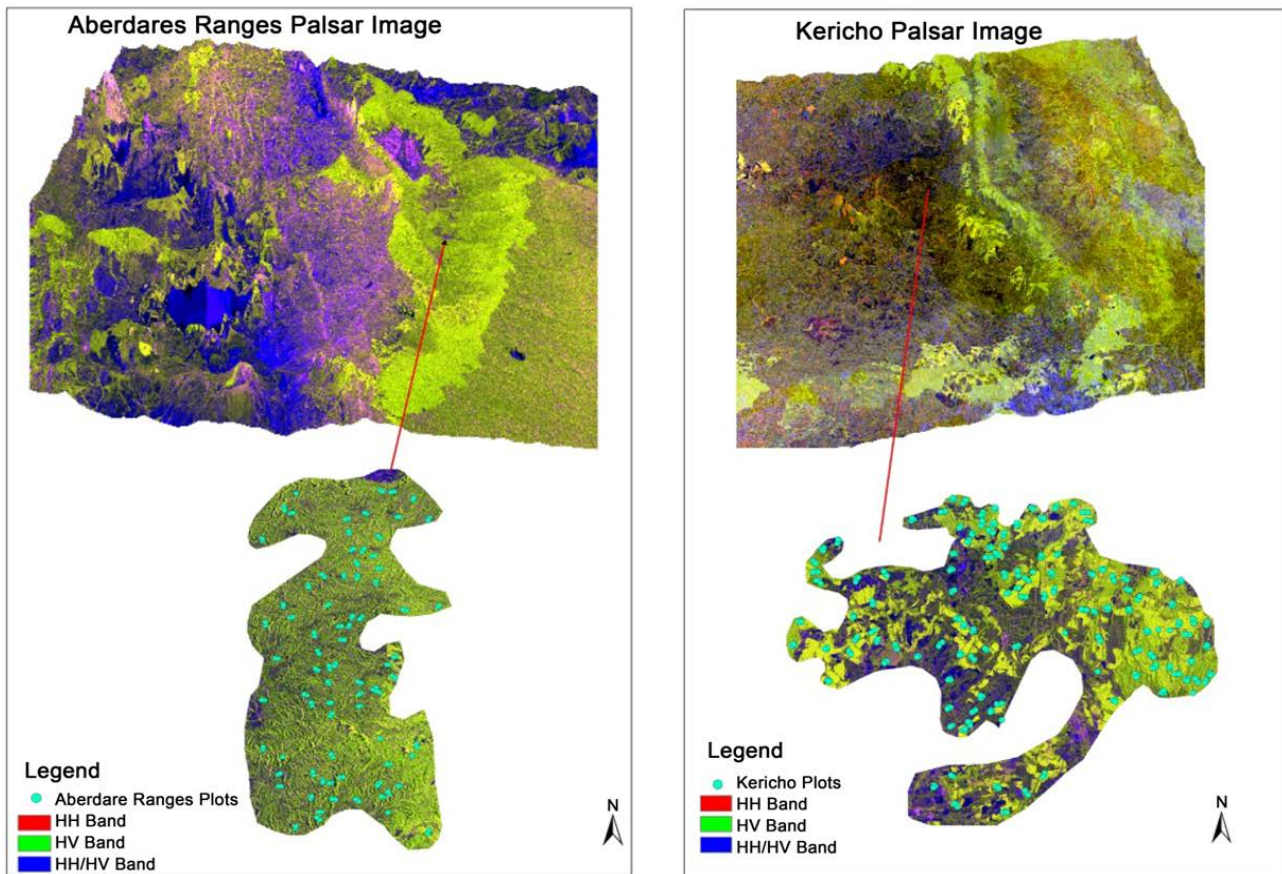 Aberdares Ranges Palsar Image
Legend
Aberdare Ranges Plots
HH Band
HV Band
HH/HV Band
N
Kericho Palsar Image
Legend
Kericho Plots
HH Band
HV Band
HH/HV Band
N